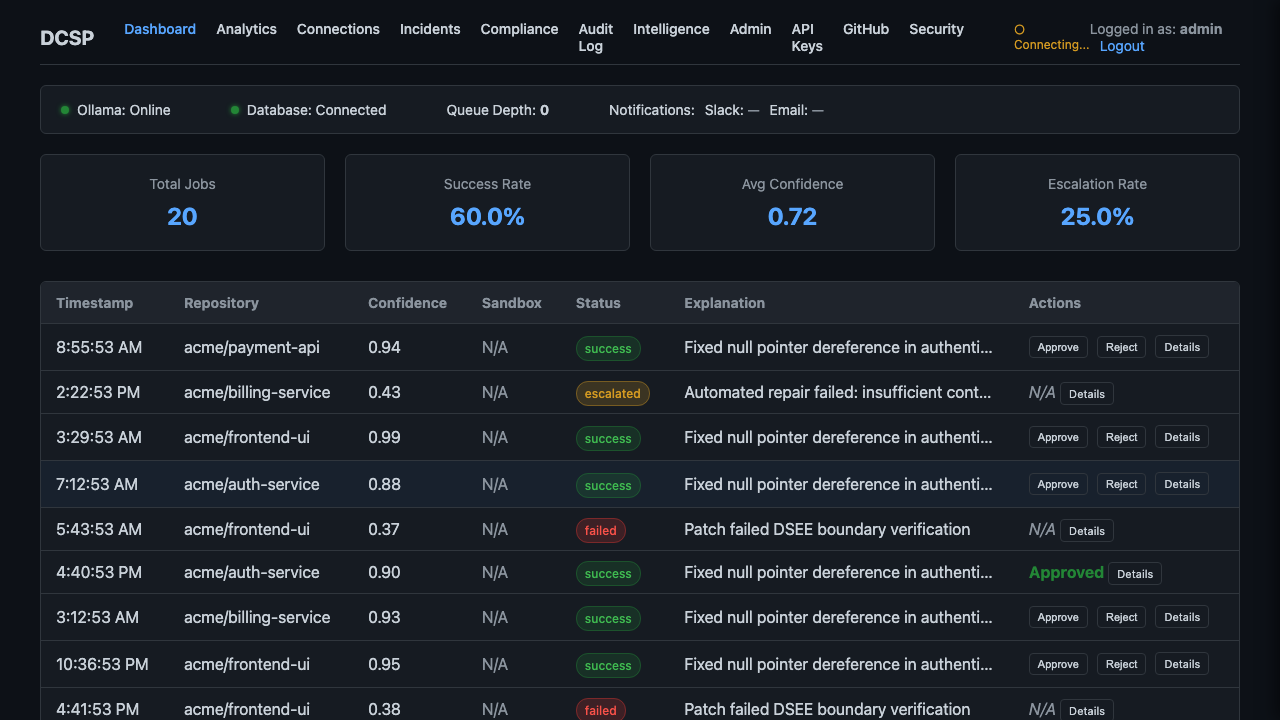 DCSP Dashboard Analytics Connections Incidents Compliance Audit Log Intelligence Admin API Keys GitHub Security Connecting... Logged in as: admin Logout
Ollama: Online Database: Connected Queue Depth: 0 Notifications: Slack: — Email: —
Total Jobs
20
Success Rate
60.0%
Avg Confidence
0.72
Escalation Rate
25.0%
Timestamp Repository Confidence Sandbox Status Explanation Actions
8:55:53 AM acme/payment-api 0.94 N/A success Fixed null pointer dereference in authenti... Approve Reject Details
2:22:53 PM acme/billing-service 0.43 N/A escalated Automated repair failed: insufficient cont... N/A Details
3:29:53 AM acme/frontend-ui 0.99 N/A success Fixed null pointer dereference in authenti... Approve Reject Details
7:12:53 AM acme/auth-service 0.88 N/A success Fixed null pointer dereference in authenti... Approve Reject Details
5:43:53 AM acme/frontend-ui 0.37 N/A failed Patch failed DSEE boundary verification N/A Details
4:40:53 PM acme/auth-service 0.90 N/A success Fixed null pointer dereference in authenti... Approved Details
3:12:53 AM acme/billing-service 0.93 N/A success Fixed null pointer dereference in authenti... Approve Reject Details
10:36:53 PM acme/frontend-ui 0.95 N/A success Fixed null pointer dereference in authenti... Approve Reject Details
4:41:53 PM acme/frontend-ui 0.38 N/A failed Patch failed DSEE boundary verification N/A Details